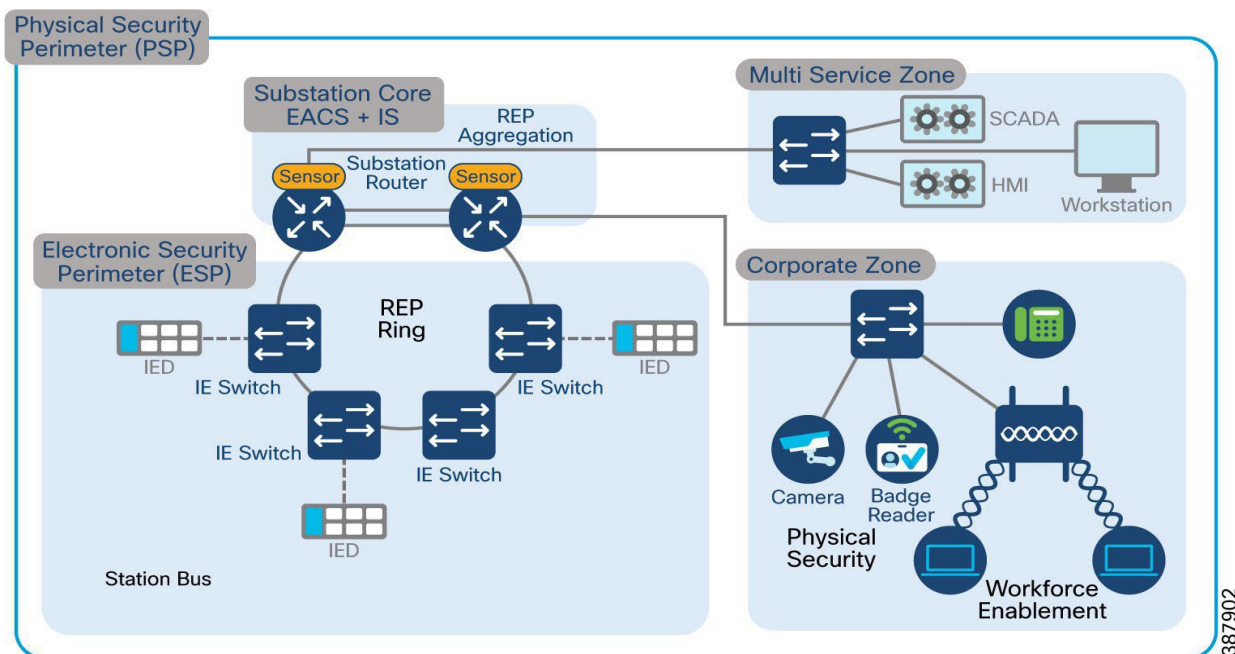 Physical Security
Perimeter (PSP)
Substation Core
EACS + IS
REP
Aggregation
Sensor
Substation
Router
Sensor
Multi Service Zone
SCADA
HMI
Workstation
Electronic Security
Perimeter (ESP)
REP
Ring
IED
IE Switch
IE Switch
IED
IE Switch
IE Switch
IED
Station Bus
Corporate Zone
Camera
Badge
Reader
Physical
Security
Workforce
Enablement
387902